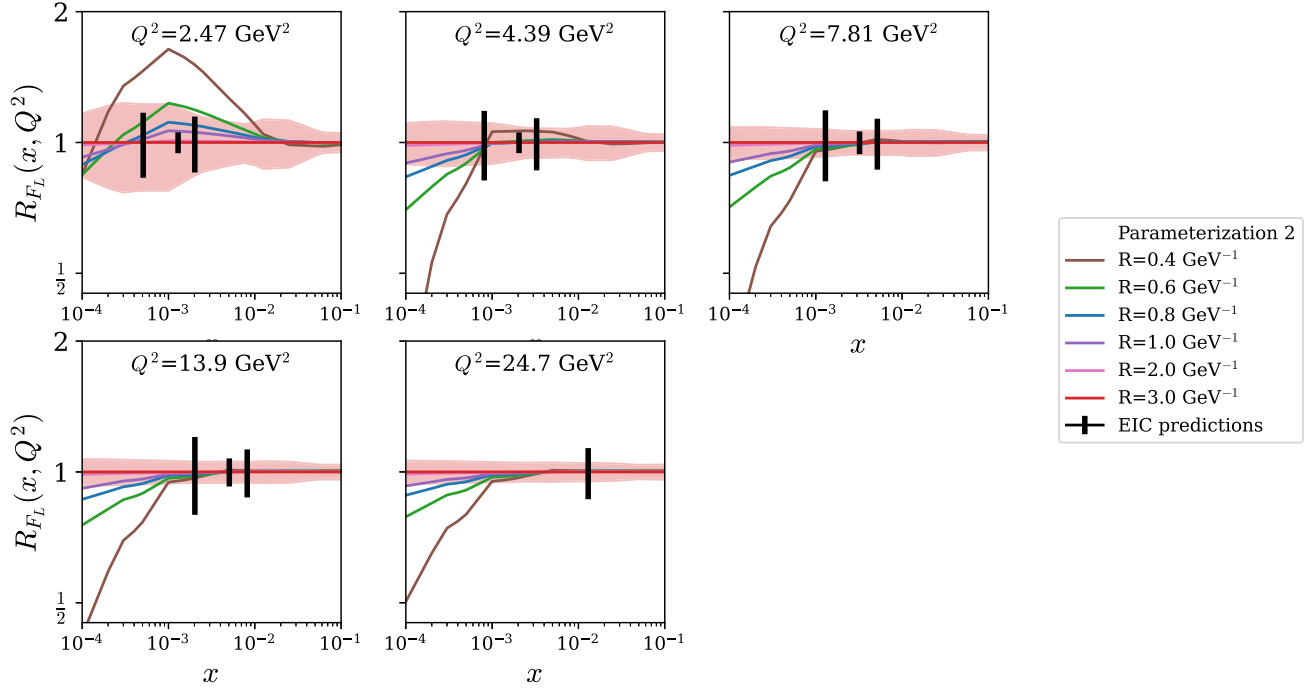 2
Q²=2.47 GeV²
Q²=4.39 GeV²
Q²=7.81 GeV²
R_{F_L}(x, Q²)
1
1/2
10⁻⁴ 10⁻³ 10⁻² 10⁻¹
10⁻⁴ 10⁻³ 10⁻² 10⁻¹
10⁻⁴ 10⁻³ 10⁻² 10⁻¹
x
2
Q²=13.9 GeV²
Q²=24.7 GeV²
R_{F_L}(x, Q²)
1
1/2
10⁻⁴ 10⁻³ 10⁻² 10⁻¹
10⁻⁴ 10⁻³ 10⁻² 10⁻¹
x
x
Parameterization 2
R=0.4 GeV⁻¹
R=0.6 GeV⁻¹
R=0.8 GeV⁻¹
R=1.0 GeV⁻¹
R=2.0 GeV⁻¹
R=3.0 GeV⁻¹
EIC predictions